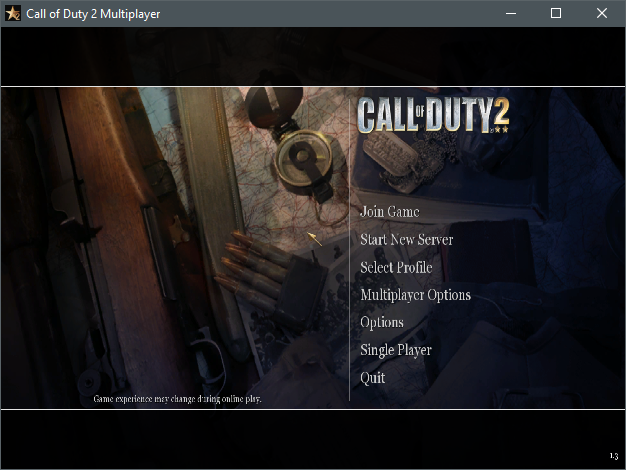 Call of Duty 2 Multiplayer
CALL OF DUTY 2
Join Game
Start New Server
Select Profile
Multiplayer Options
Options
Single Player
Quit
Game experience may change during online play.
1.3